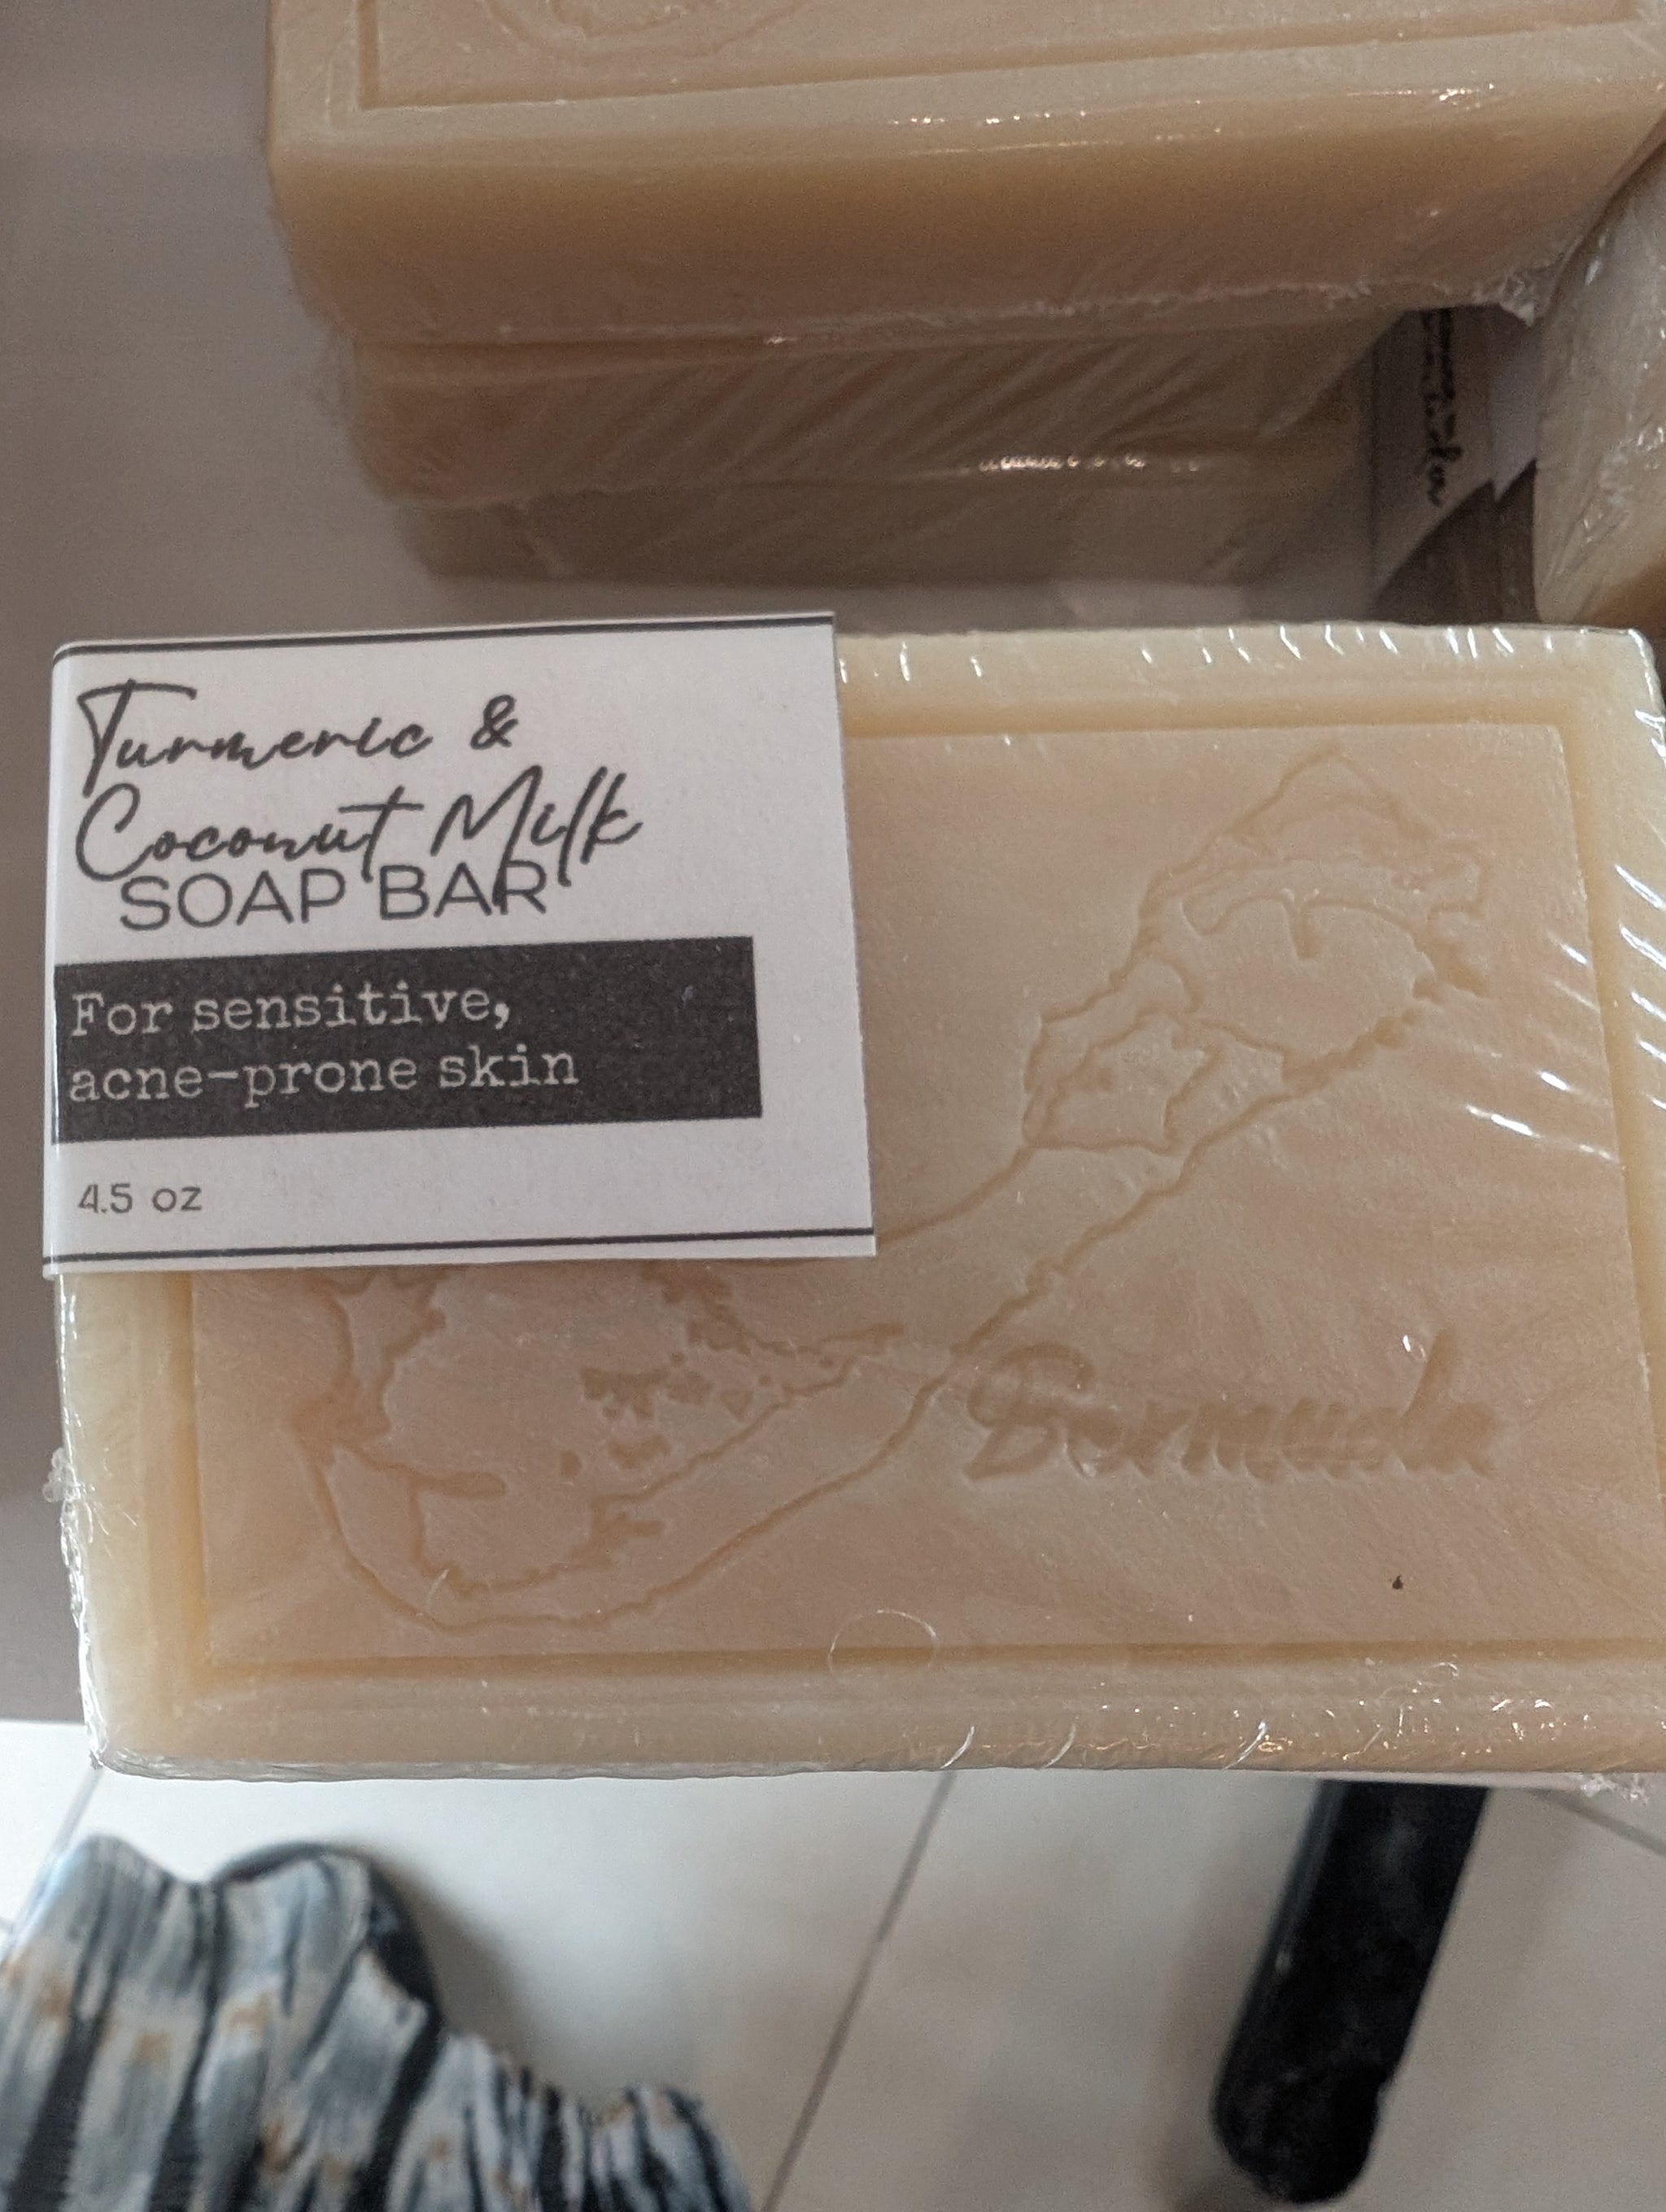 Turmeric &
Coconut Milk
SOAP BAR
For sensitive,
acne-prone skin
4.5 oz
Bermuda